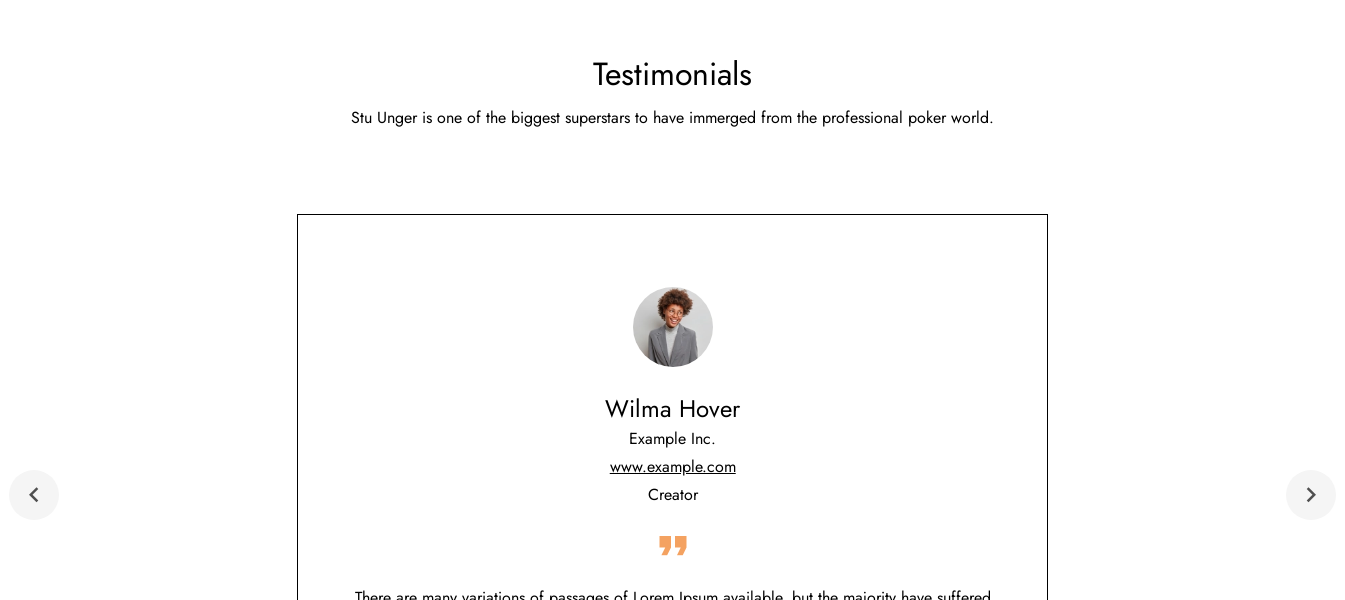 Testimonials
Stu Unger is one of the biggest superstars to have immerged from the professional poker world.
Wilma Hover
Example Inc.
www.example.com
Creator
There are many variations of passages of Lorem Ipsum available, but the majority have suffered